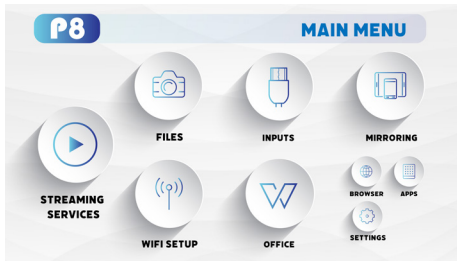 P8
MAIN MENU
FILES
INPUTS
MIRRORING
STREAMING
SERVICES
BROWSER
APPS
WIFI SETUP
OFFICE
SETTINGS